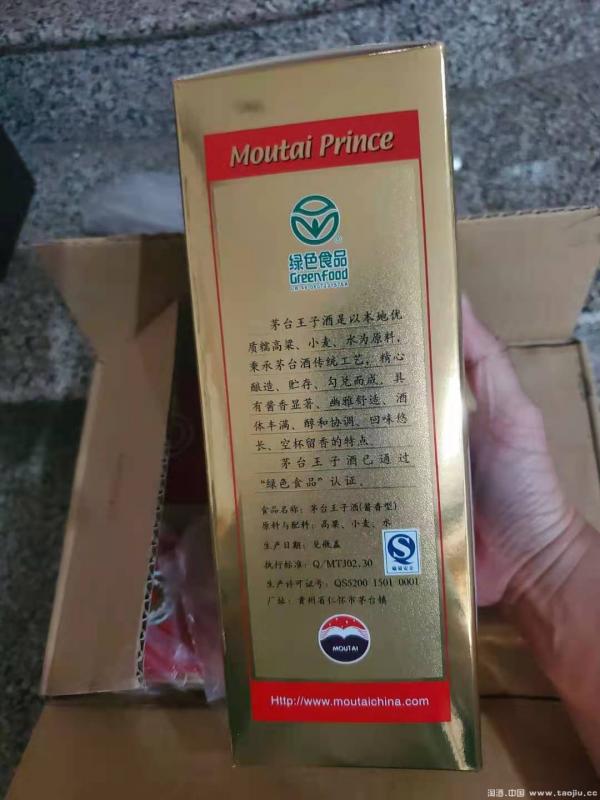 Moutai Prince
绿色食品
Greenfood
茅台王子酒是以本地优
质糯高粱、小麦、水为原料,
秉承茅台酒传统工艺,精心
酿造、贮存、勾兑而成。具
有酱香显著、幽雅舒适、酒
体丰满、醇和协调、回味悠
长、空杯留香的特点。
茅台王子酒已通过
“绿色食品”认证。
食品名称:茅台王子酒(酱香型)
原料与配料:高粱、小麦、水
生产日期:见瓶盖
执行标准:Q/MTJ02.30
生产许可证号:QS5200 1501 0001
厂址:贵州省仁怀市茅台镇
质量安全
MOUTAI
Http://www.moutaichina.com
淘酒.中国 www.taojiu.cc